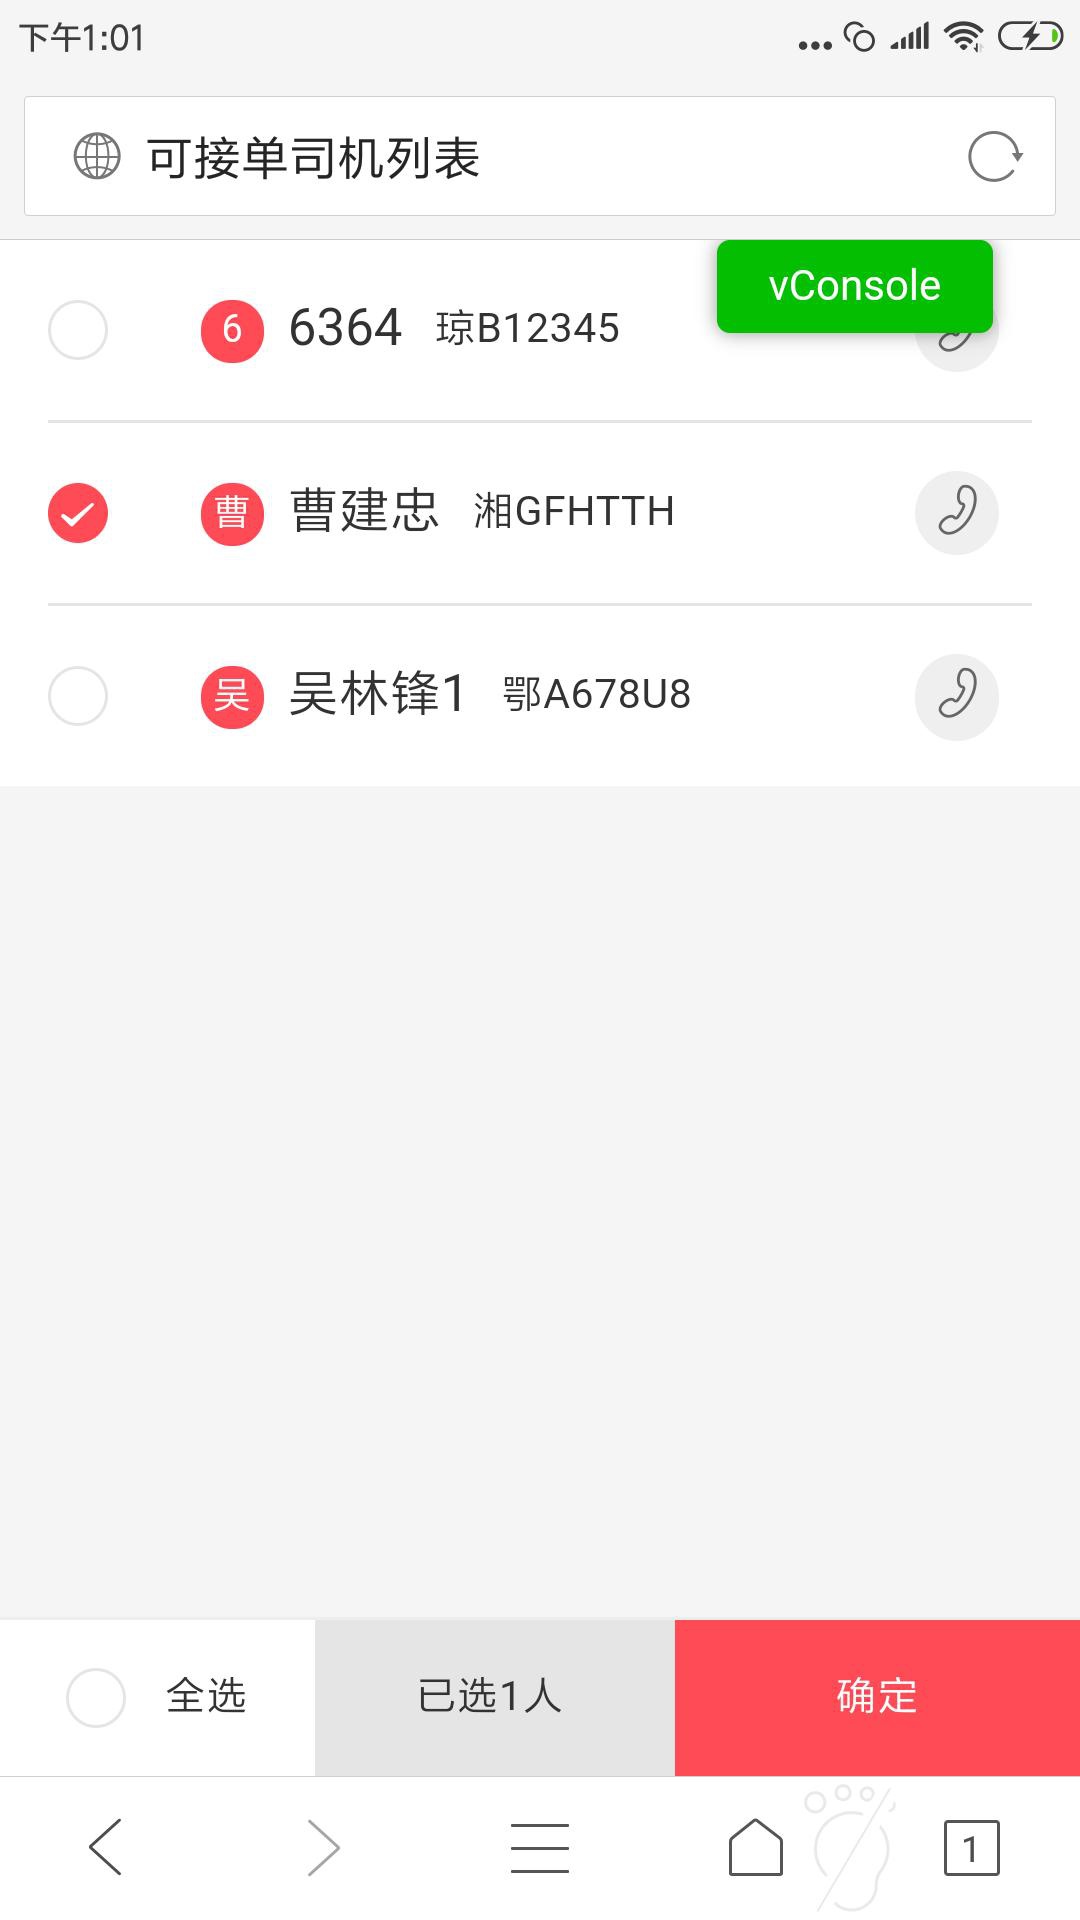 下午1:01
可接单司机列表
vConsole
6 6364 琼B12345
曹 曹建忠 湘GFHTTH
吴 吴林锋1 鄂A678U8
全选 已选1人 确定
1